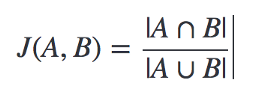 J(A, B) = |A ∩ B| / |A ∪ B|